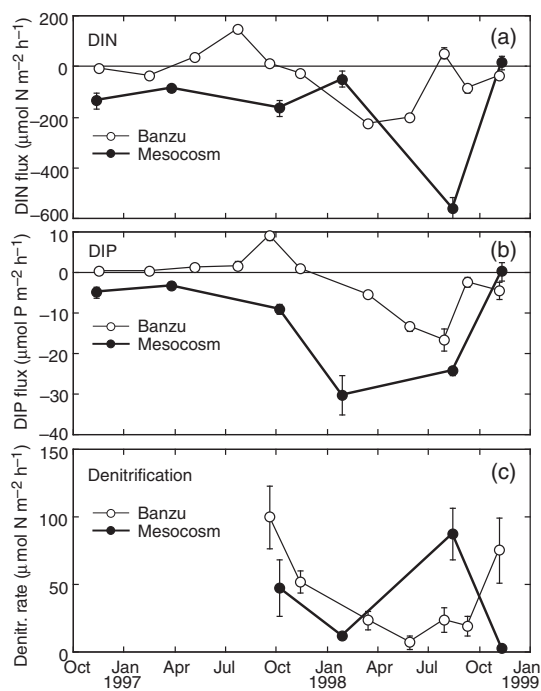 DIN
(a)
DIN flux (µmol N m−2 h−1)
200
0
−200
−400
−600
Banzu
Mesocosm
DIP
(b)
DIP flux (µmol P m−2 h−1)
10
0
−10
−20
−30
−40
Banzu
Mesocosm
Denitrification
(c)
Denitr. rate (µ mol N m−2 h−1)
150
100
50
0
Banzu
Mesocosm
Oct Jan Apr Jul Oct Jan Apr Jul Oct Jan
1997 1998 1999